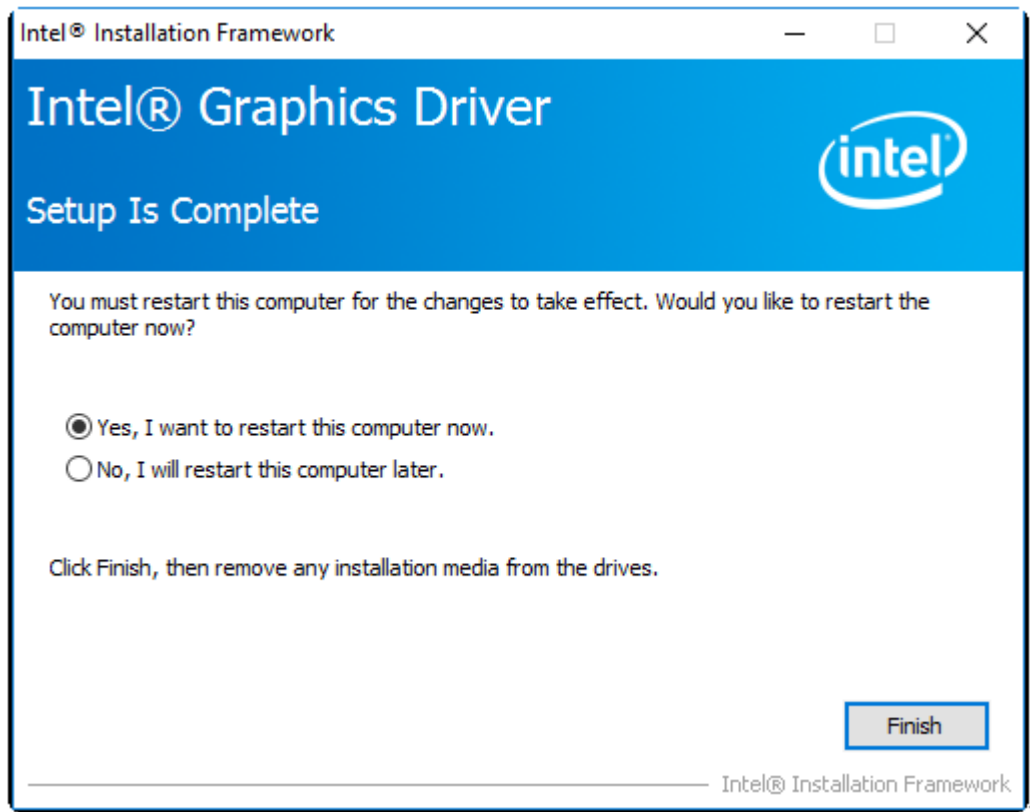 Intel® Installation Framework
Intel® Graphics Driver
intel®
Setup Is Complete
You must restart this computer for the changes to take effect. Would you like to restart the
computer now?
Yes, I want to restart this computer now.
No, I will restart this computer later.
Click Finish, then remove any installation media from the drives.
Finish
Intel® Installation Framework